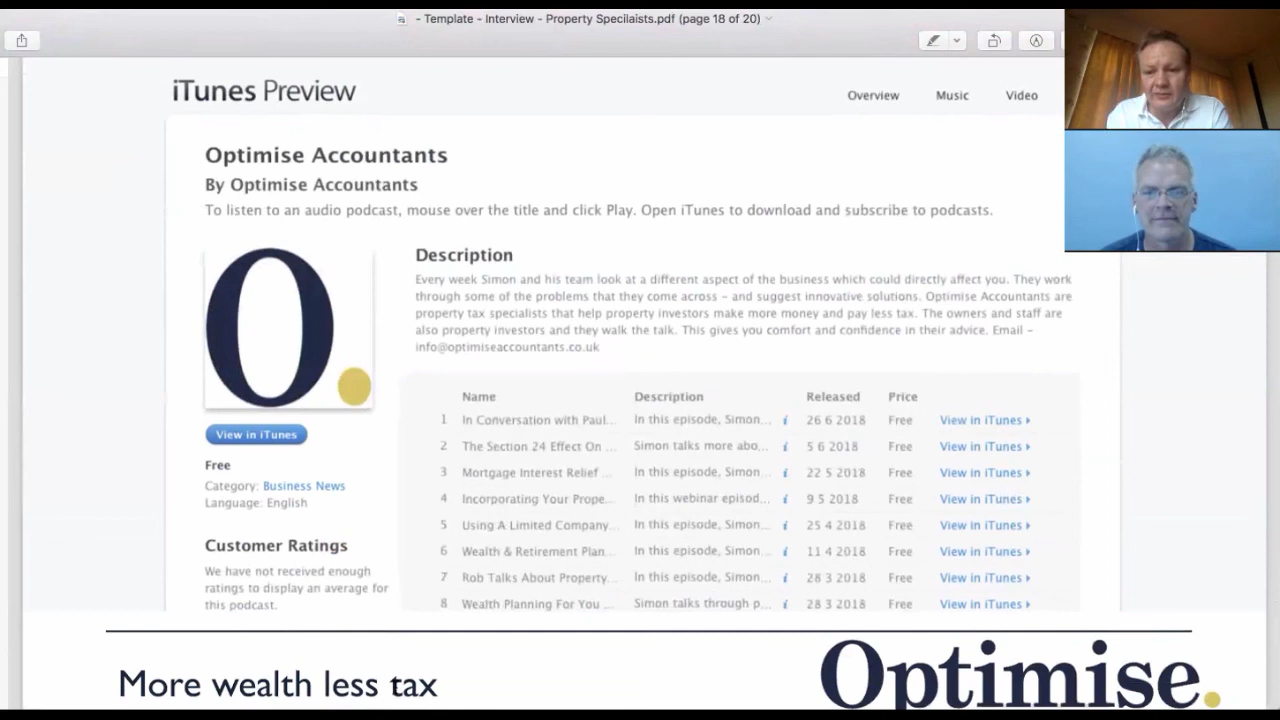 - Template - Interview - Property Specilaists.pdf (page 18 of 20)
iTunes Preview
Overview Music Video
Optimise Accountants
By Optimise Accountants
To listen to an audio podcast, mouse over the title and click Play. Open iTunes to download and subscribe to podcasts.
O.
View in iTunes
Free
Category: Business News
Language: English
Customer Ratings
We have not received enough
ratings to display an average for
this podcast.
Description
Every week Simon and his team look at a different aspect of the business which could directly affect you. They work
through some of the problems that they come across - and suggest innovative solutions. Optimise Accountants are
property tax specialists that help property investors make more money and pay less tax. The owners and staff are
also property investors and they walk the talk. This gives you comfort and confidence in their advice. Email -
info@optimiseaccountants.co.uk
Name Description Released Price
1 In Conversation with Paul... In this episode, Simon... i 26 6 2018 Free View in iTunes
2 The Section 24 Effect On ... Simon talks more abo... i 5 6 2018 Free View in iTunes
3 Mortgage Interest Relief ... In this episode, Simon... i 22 5 2018 Free View in iTunes
4 Incorporating Your Prope... In this webinar episod... i 9 5 2018 Free View in iTunes
5 Using A Limited Company... In this episode, Simon... i 25 4 2018 Free View in iTunes
6 Wealth & Retirement Plan... In this episode, Simon... i 11 4 2018 Free View in iTunes
7 Rob Talks About Property... In this episode, Simon... i 28 3 2018 Free View in iTunes
8 Wealth Planning For You ... Simon talks through p... i 28 3 2018 Free View in iTunes
More wealth less tax
Optimise.